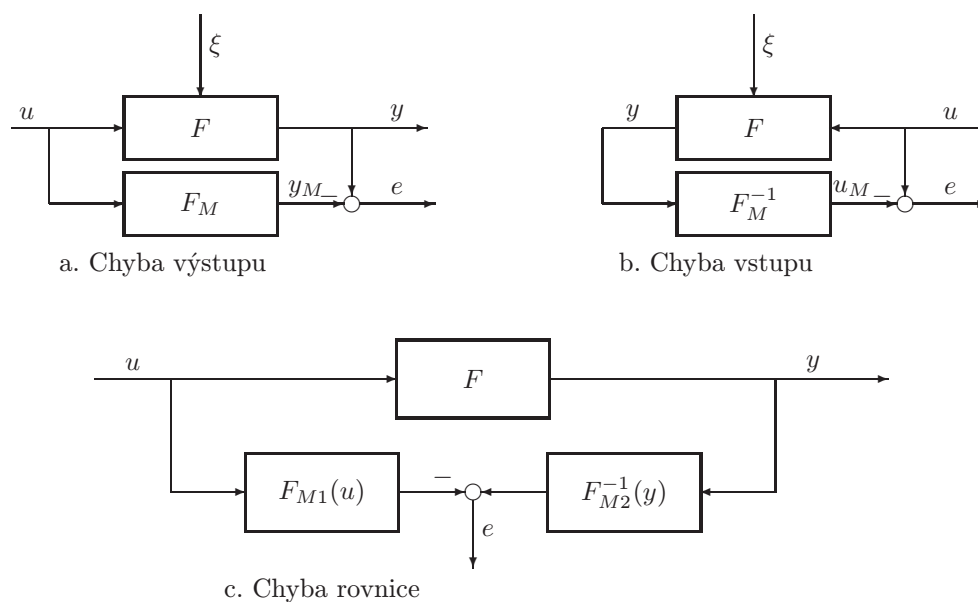 ξ
u
F
y
F_M
y_M
−
e
a. Chyba výstupu
ξ
y
F
u
F_M^{-1}
u_M
−
e
b. Chyba vstupu
u
F
y
F_{M1}(u)
−
F_{M2}^{-1}(y)
e
c. Chyba rovnice